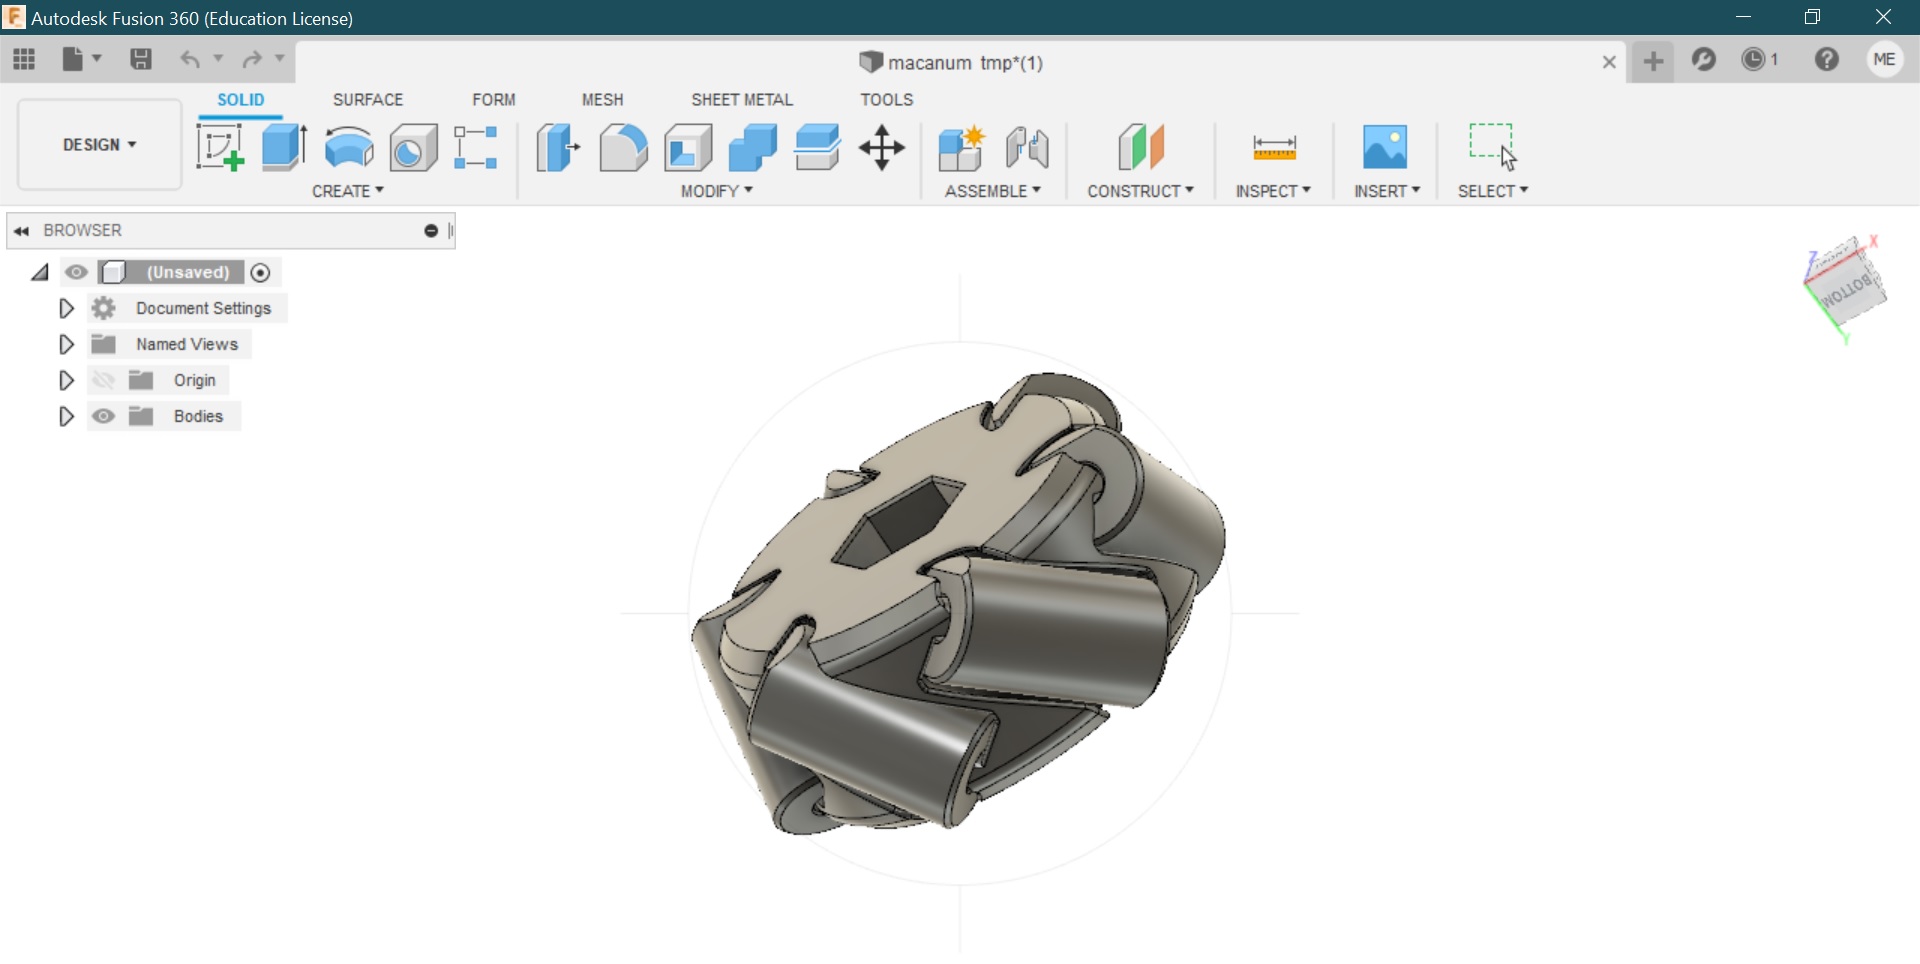 Autodesk Fusion 360 (Education License)
macanum tmp*(1)
1
ME
DESIGN
SOLID
SURFACE
FORM
MESH
SHEET METAL
TOOLS
CREATE
MODIFY
ASSEMBLE
CONSTRUCT
INSPECT
INSERT
SELECT
BROWSER
(Unsaved)
Document Settings
Named Views
Origin
Bodies
X
Z
BOTTOM
Y